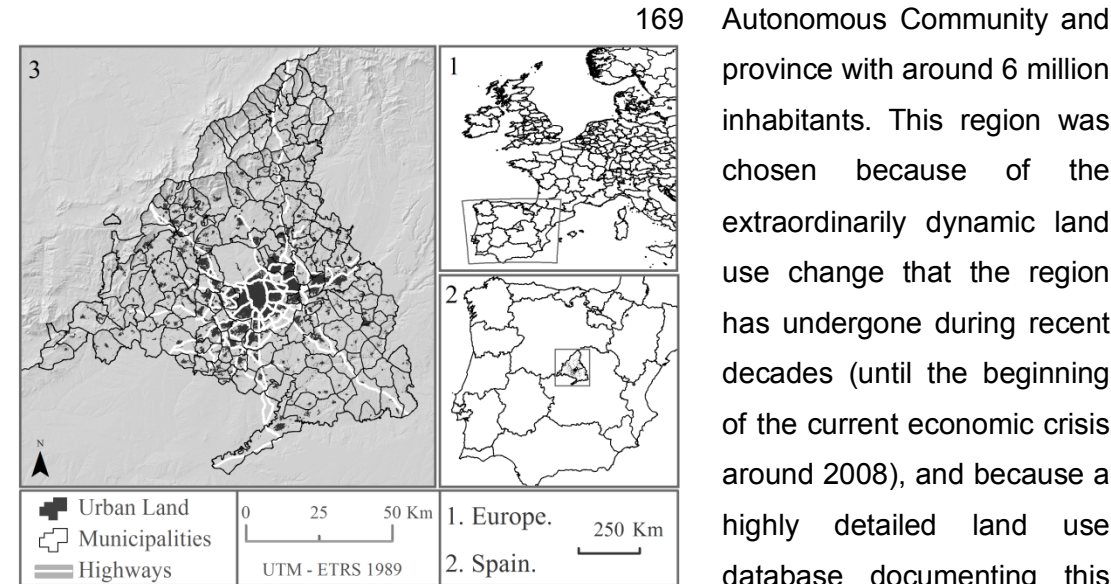 169
Autonomous Community and
province with around 6 million
inhabitants. This region was
chosen because of the
extraordinarily dynamic land
use change that the region
has undergone during recent
decades (until the beginning
of the current economic crisis
around 2008), and because a
highly detailed land use
database documenting this
3
N
1
2
Urban Land
Municipalities
Highways
0 25 50 Km
UTM - ETRS 1989
1. Europe.
2. Spain.
250 Km